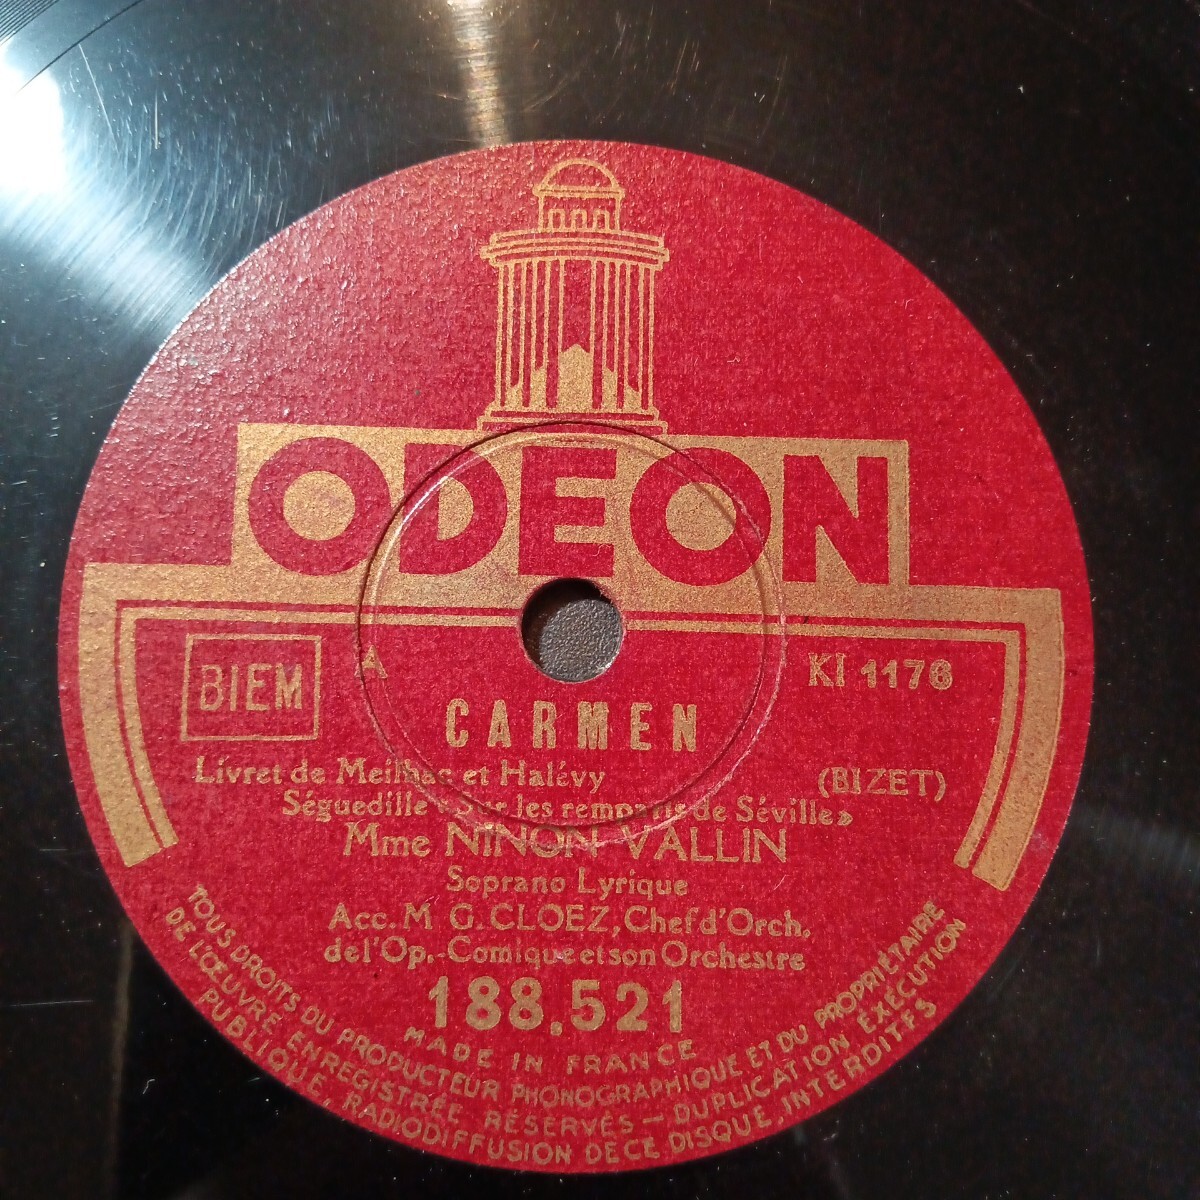 ODEON
BIEM
A
KI 1176
CARMEN
Livret de Meilhac et Halévy
(BIZET)
Séguedille « Sur les remparts de Séville»
Mme NINON VALLIN
Soprano Lyrique
Acc. M G. CLOEZ, Chef d'Orch.
de l'Op.-Comique et son Orchestre
188.521
MADE IN FRANCE
TOUS DROITS DU PRODUCTEUR PHONOGRAPHIQUE ET DU PROPRIÉTAIRE
DE L'ŒUVRE ENREGISTRÉE RÉSERVÉS — DUPLICATION EXÉCUTION
PUBLIQUE, RADIODIFFUSION DE CE DISQUE, INTERDITES